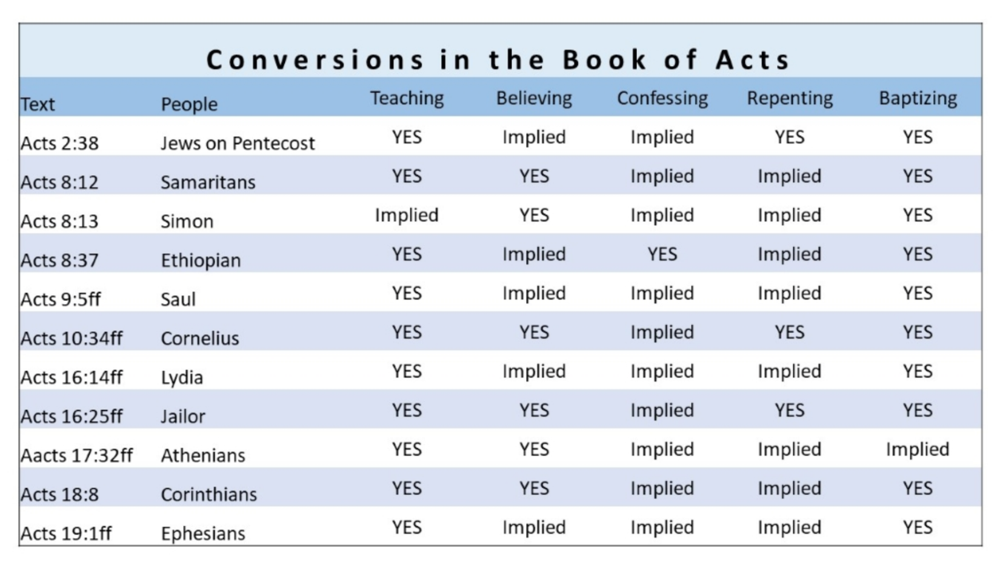 Conversions in the Book of Acts
Text People Teaching Believing Confessing Repenting Baptizing
Acts 2:38 Jews on Pentecost YES Implied Implied YES YES
Acts 8:12 Samaritans YES YES Implied Implied YES
Acts 8:13 Simon Implied YES Implied Implied YES
Acts 8:37 Ethiopian YES Implied YES Implied YES
Acts 9:5ff Saul YES Implied Implied Implied YES
Acts 10:34ff Cornelius YES YES Implied YES YES
Acts 16:14ff Lydia YES Implied Implied Implied YES
Acts 16:25ff Jailor YES YES Implied YES YES
Aacts 17:32ff Athenians YES YES Implied Implied Implied
Acts 18:8 Corinthians YES YES Implied Implied YES
Acts 19:1ff Ephesians YES Implied Implied Implied YES